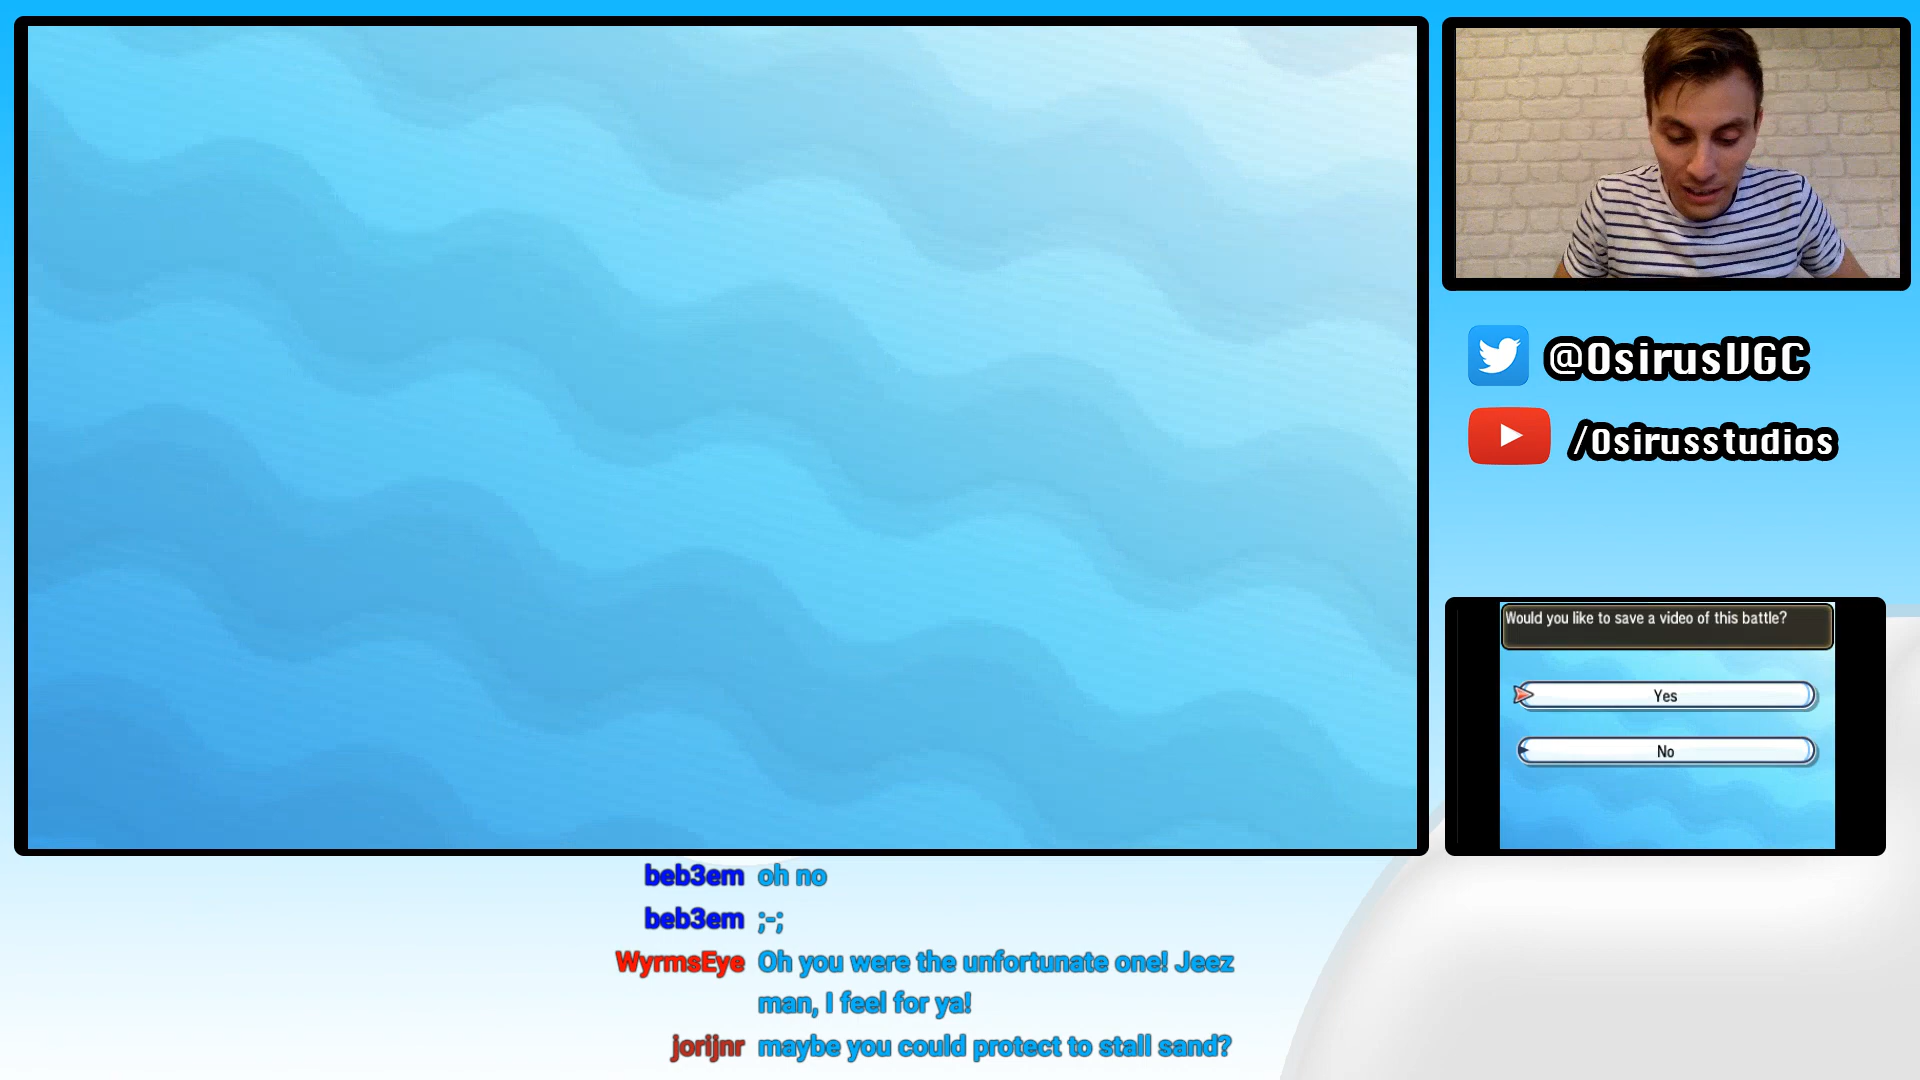 @OsirusVGC
/Osirusstudios
Would you like to save a video of this battle?
Yes
No
beb3em oh no
beb3em ;-;
WyrmsEye Oh you were the unfortunate one! Jeez
man, I feel for ya!
jorijnr maybe you could protect to stall sand?